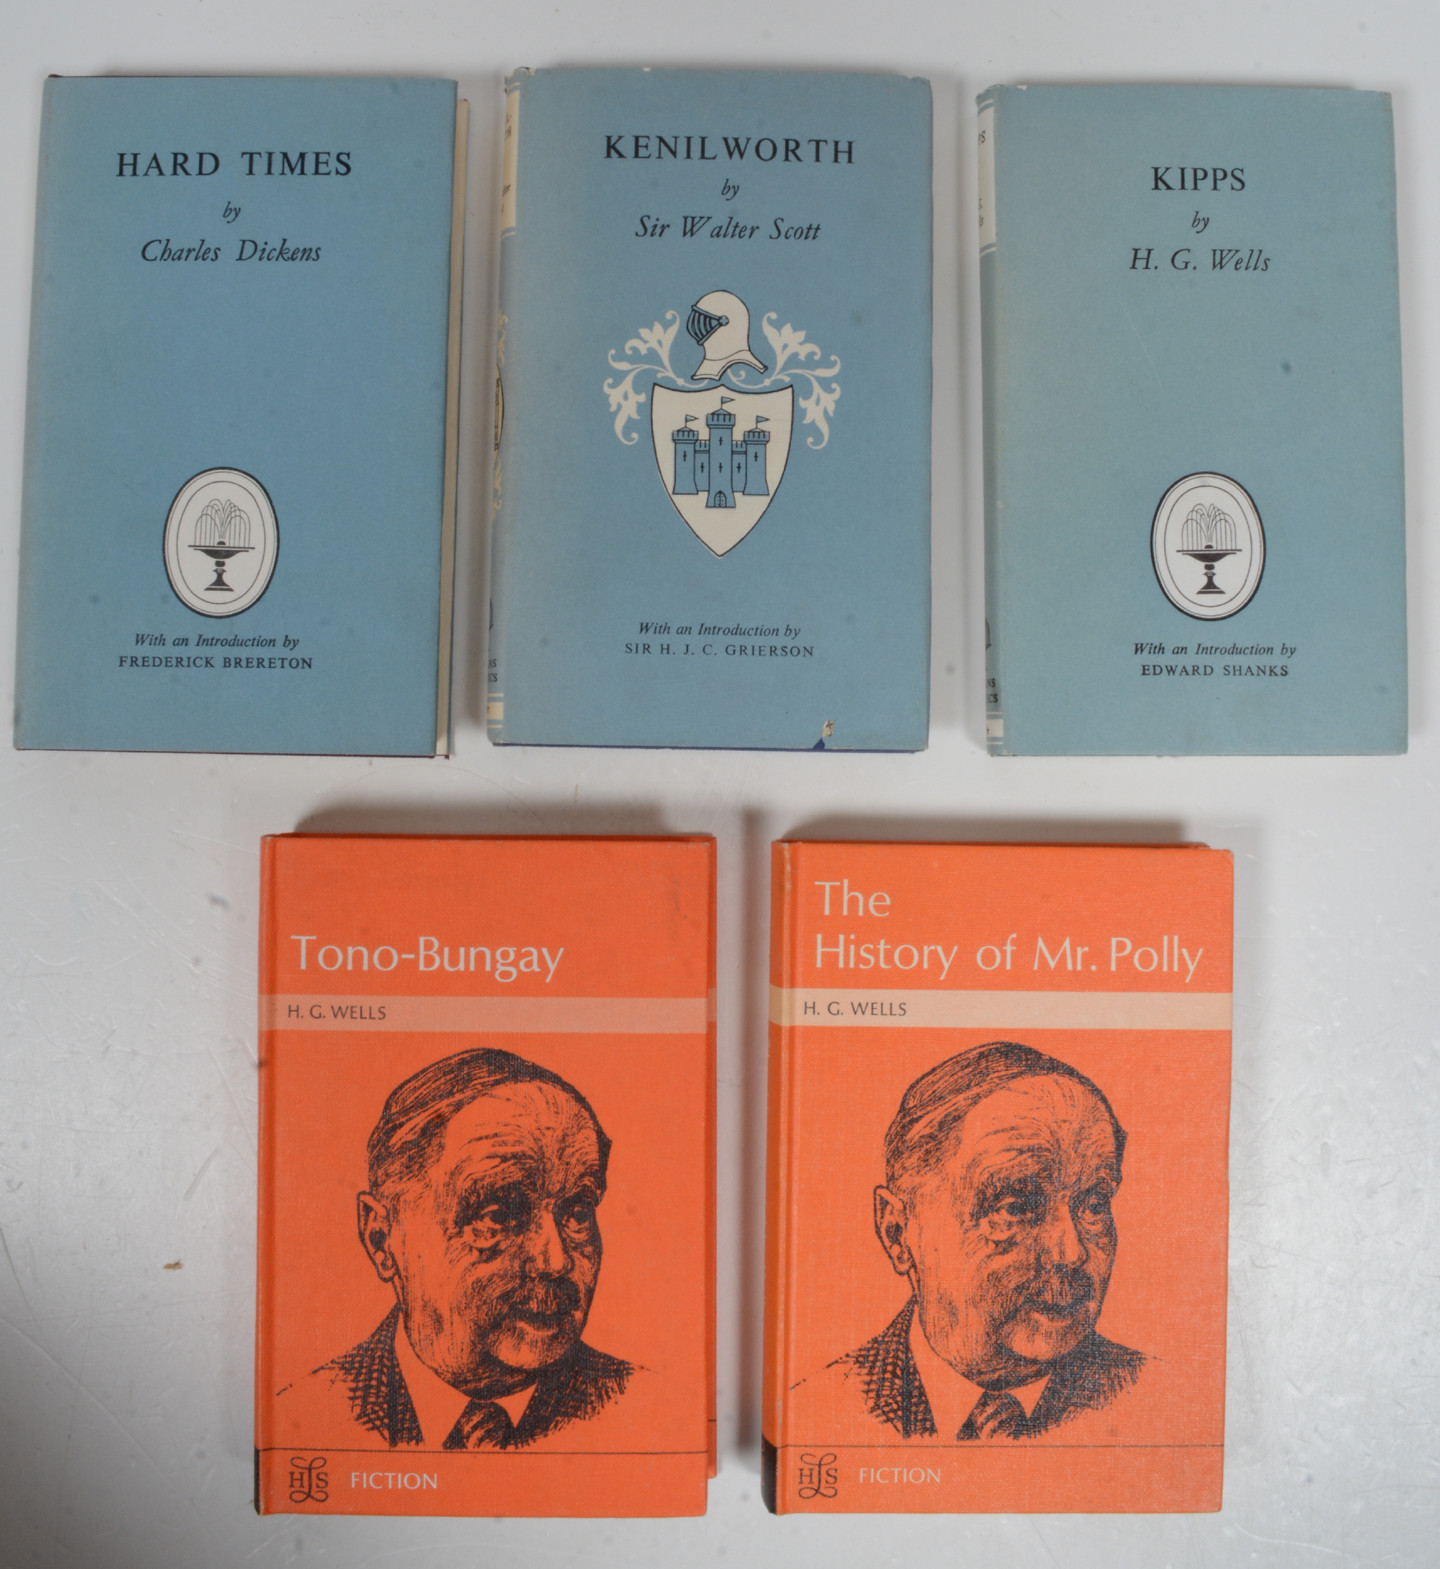 HARD TIMES
by
Charles Dickens
With an Introduction by
FREDERICK BRERETON
KENILWORTH
by
Sir Walter Scott
With an Introduction by
SIR H. J. C. GRIERSON
KIPPS
by
H. G. Wells
With an Introduction by
EDWARD SHANKS
Tono-Bungay
H. G. WELLS
HLS FICTION
The
History of Mr. Polly
H. G. WELLS
HLS FICTION